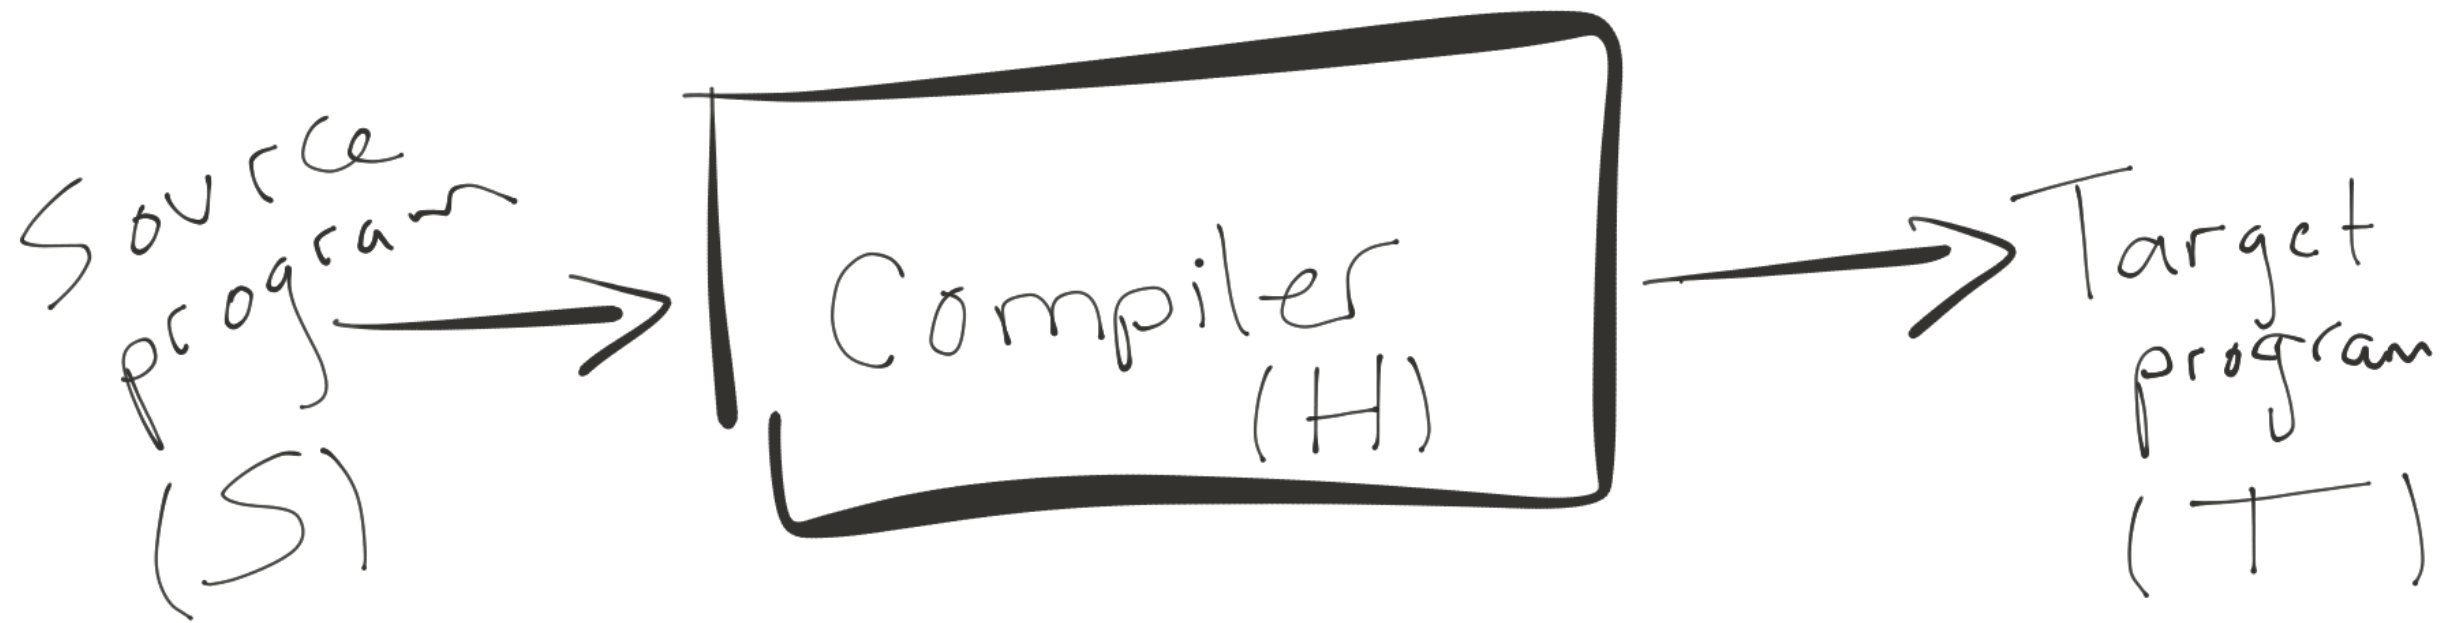 Source
program
(S)
Compiler
(H)
Target
program
(T)